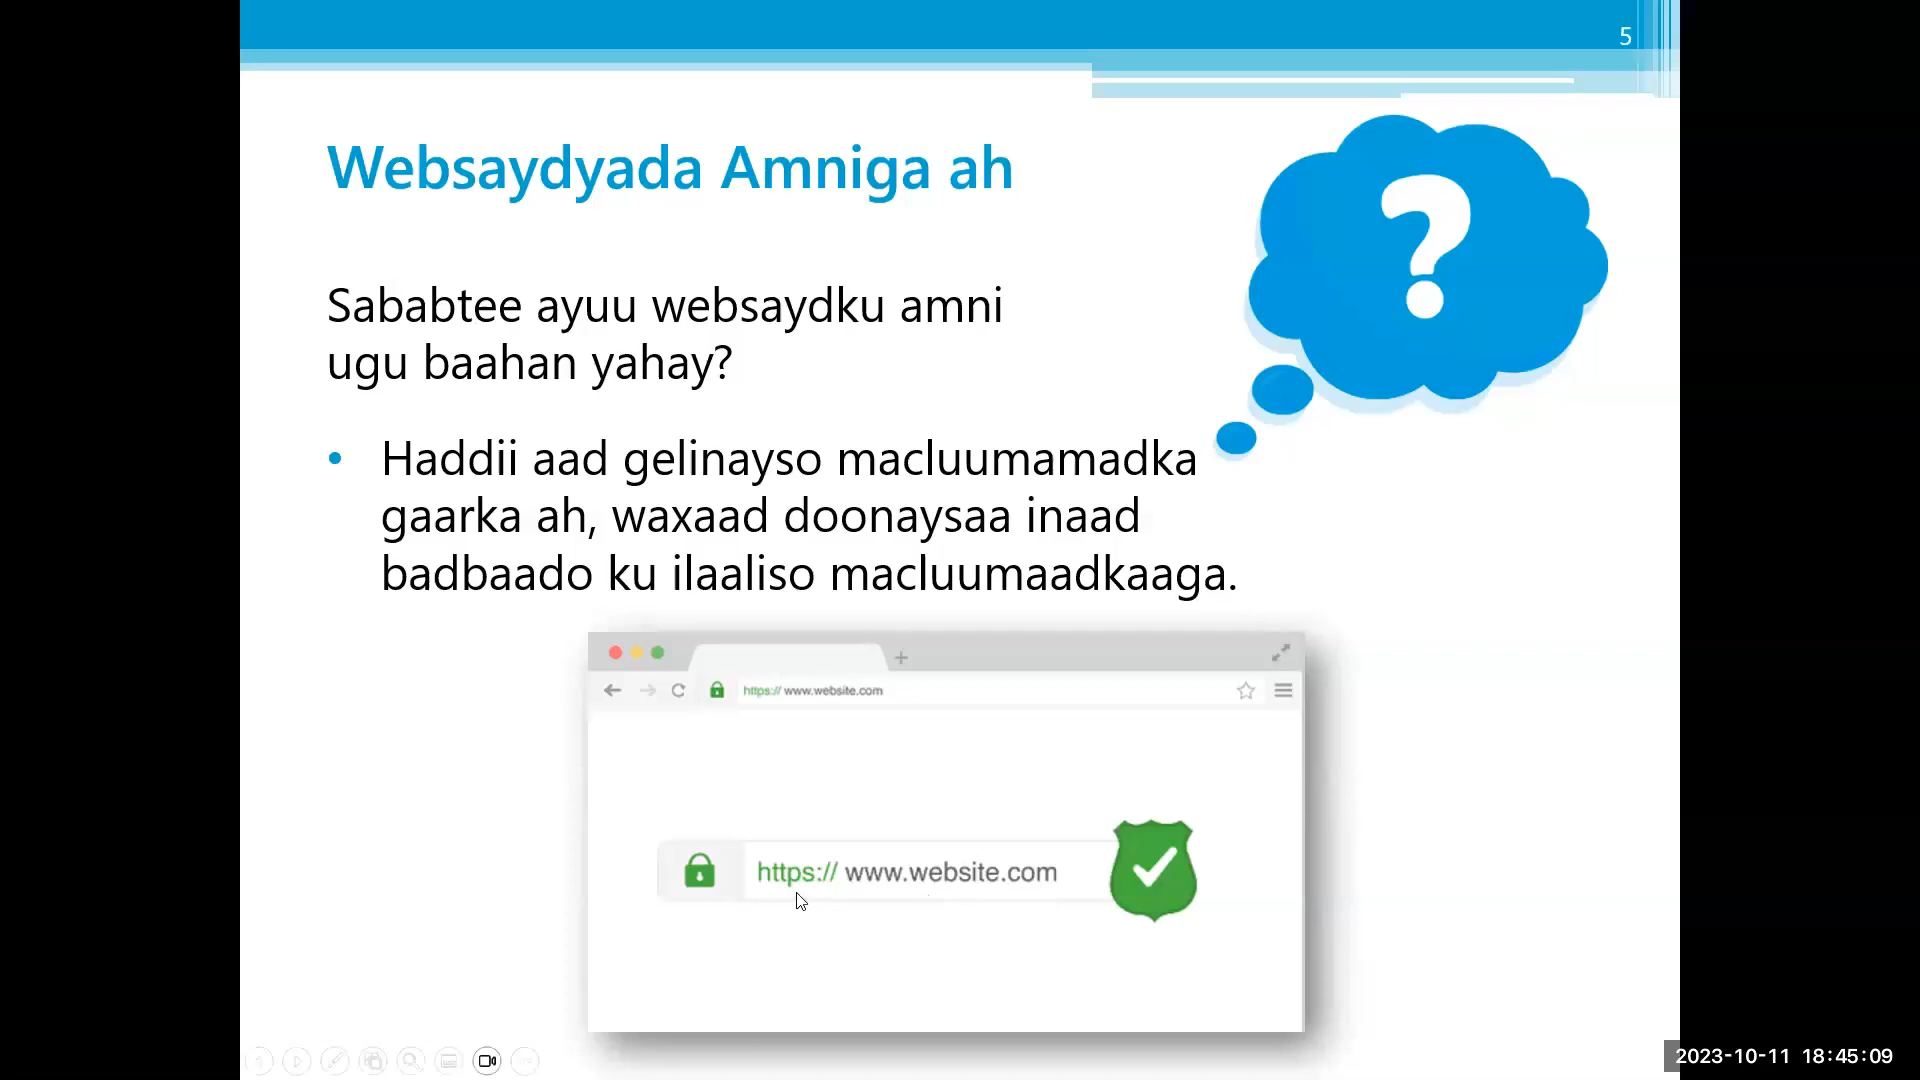 5
Websaydyada Amniga ah
?
Sababtee ayuu websaydku amni
ugu baahan yahay?
• Haddii aad gelinayso macluumamadka
gaarka ah, waxaad doonaysaa inaad
badbaado ku ilaaliso macluumaadkaaga.
https:// www.website.com
https:// www.website.com
2023-10-11 18:45:09